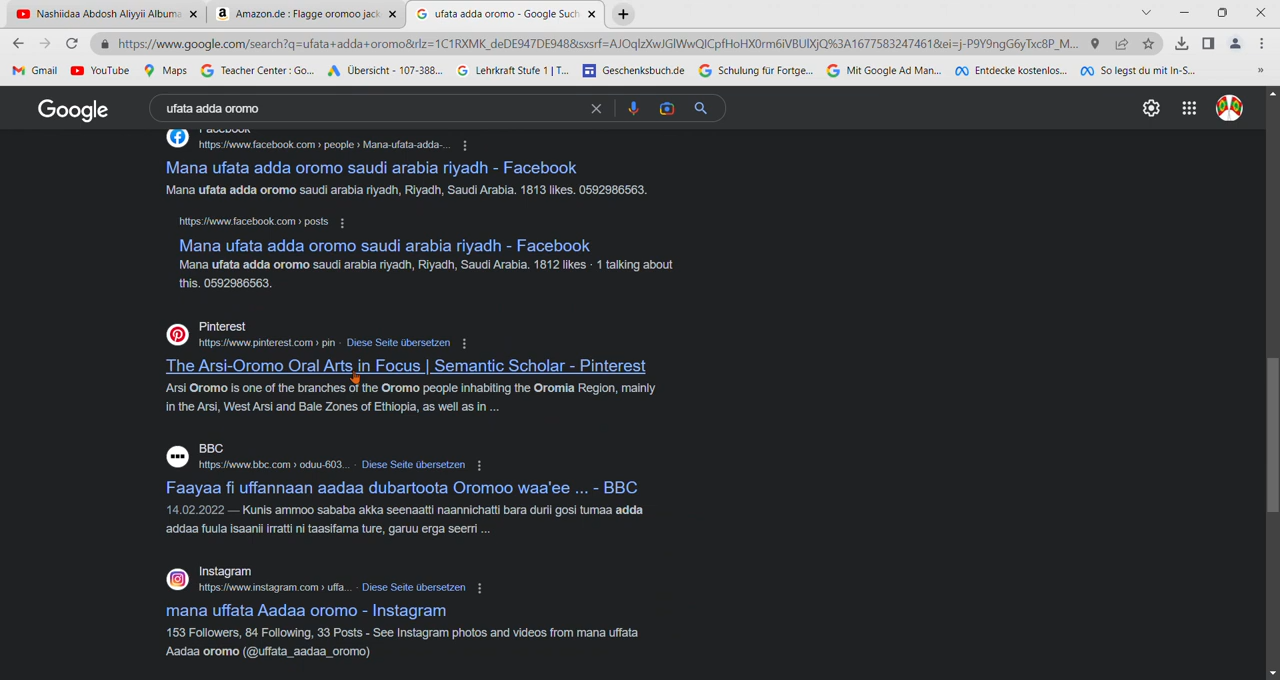 Nashiidaa Abdosh Aliyyii Albuma
Amazon.de : Flagge oromoo jack
ufata adda oromo - Google Such
https://www.google.com/search?q=ufata+adda+oromo&rlz=1C1RXMK_deDE947DE948&sxsrf=AJOqlzXwJGlWwQICpfHoHX0rm6iVBUlXjQ%3A1677583247461&ei=j-P9Y9ngG6yTxc8P_M...
Gmail YouTube Maps Teacher Center : Go... Übersicht - 107-388... Lehrkraft Stufe 1 | T... Geschenksbuch.de Schulung für Fortge... Mit Google Ad Man... Entdecke kostenlos... So legst du mit In-S... »
Google ufata adda oromo
Facebook
https://www.facebook.com › people › Mana-ufata-adda-...
Mana ufata adda oromo saudi arabia riyadh - Facebook
Mana ufata adda oromo saudi arabia riyadh, Riyadh, Saudi Arabia. 1813 likes. 0592986563.
https://www.facebook.com › posts
Mana ufata adda oromo saudi arabia riyadh - Facebook
Mana ufata adda oromo saudi arabia riyadh, Riyadh, Saudi Arabia. 1812 likes · 1 talking about
this. 0592986563.
Pinterest
https://www.pinterest.com › pin · Diese Seite übersetzen
The Arsi-Oromo Oral Arts in Focus | Semantic Scholar - Pinterest
Arsi Oromo is one of the branches of the Oromo people inhabiting the Oromia Region, mainly
in the Arsi, West Arsi and Bale Zones of Ethiopia, as well as in ...
BBC
https://www.bbc.com › oduu-603... · Diese Seite übersetzen
Faayaa fi uffannaan aadaa dubartoota Oromoo waa'ee ... - BBC
14.02.2022 — Kunis ammoo sababa akka seenaatti naannichatti bara durii gosi tumaa adda
addaa fuula isaanii irratti ni taasifama ture, garuu erga seerri ...
Instagram
https://www.instagram.com › uffa... · Diese Seite übersetzen
mana uffata Aadaa oromo - Instagram
153 Followers, 84 Following, 33 Posts - See Instagram photos and videos from mana uffata
Aadaa oromo (@uffata_aadaa_oromo)